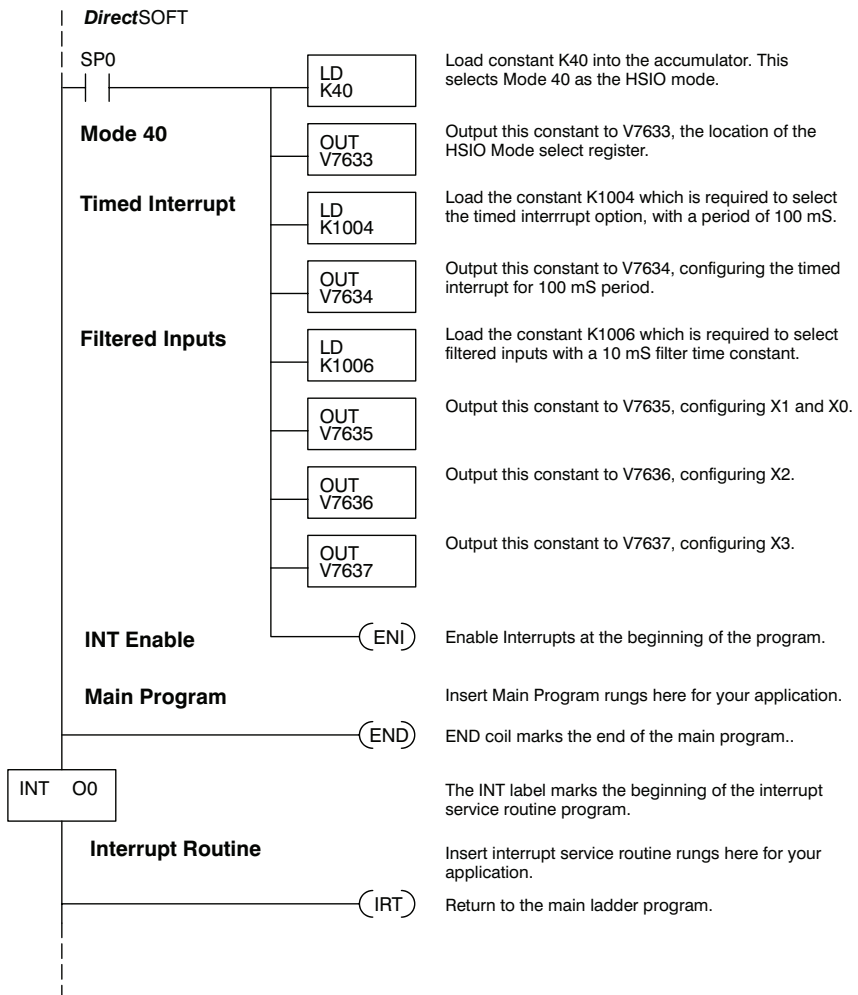 DirectSOFT
SP0
LD
K40
Load constant K40 into the accumulator. This
selects Mode 40 as the HSIO mode.
Mode 40
OUT
V7633
Output this constant to V7633, the location of the
HSIO Mode select register.
Timed Interrupt
LD
K1004
Load the constant K1004 which is required to select
the timed interrrupt option, with a period of 100 mS.
OUT
V7634
Output this constant to V7634, configuring the timed
interrupt for 100 mS period.
Filtered Inputs
LD
K1006
Load the constant K1006 which is required to select
filtered inputs with a 10 mS filter time constant.
OUT
V7635
Output this constant to V7635, configuring X1 and X0.
OUT
V7636
Output this constant to V7636, configuring X2.
OUT
V7637
Output this constant to V7637, configuring X3.
INT Enable
ENI
Enable Interrupts at the beginning of the program.
Main Program
Insert Main Program rungs here for your application.
END
END coil marks the end of the main program..
INT O0
The INT label marks the beginning of the interrupt
service routine program.
Interrupt Routine
Insert interrupt service routine rungs here for your
application.
IRT
Return to the main ladder program.